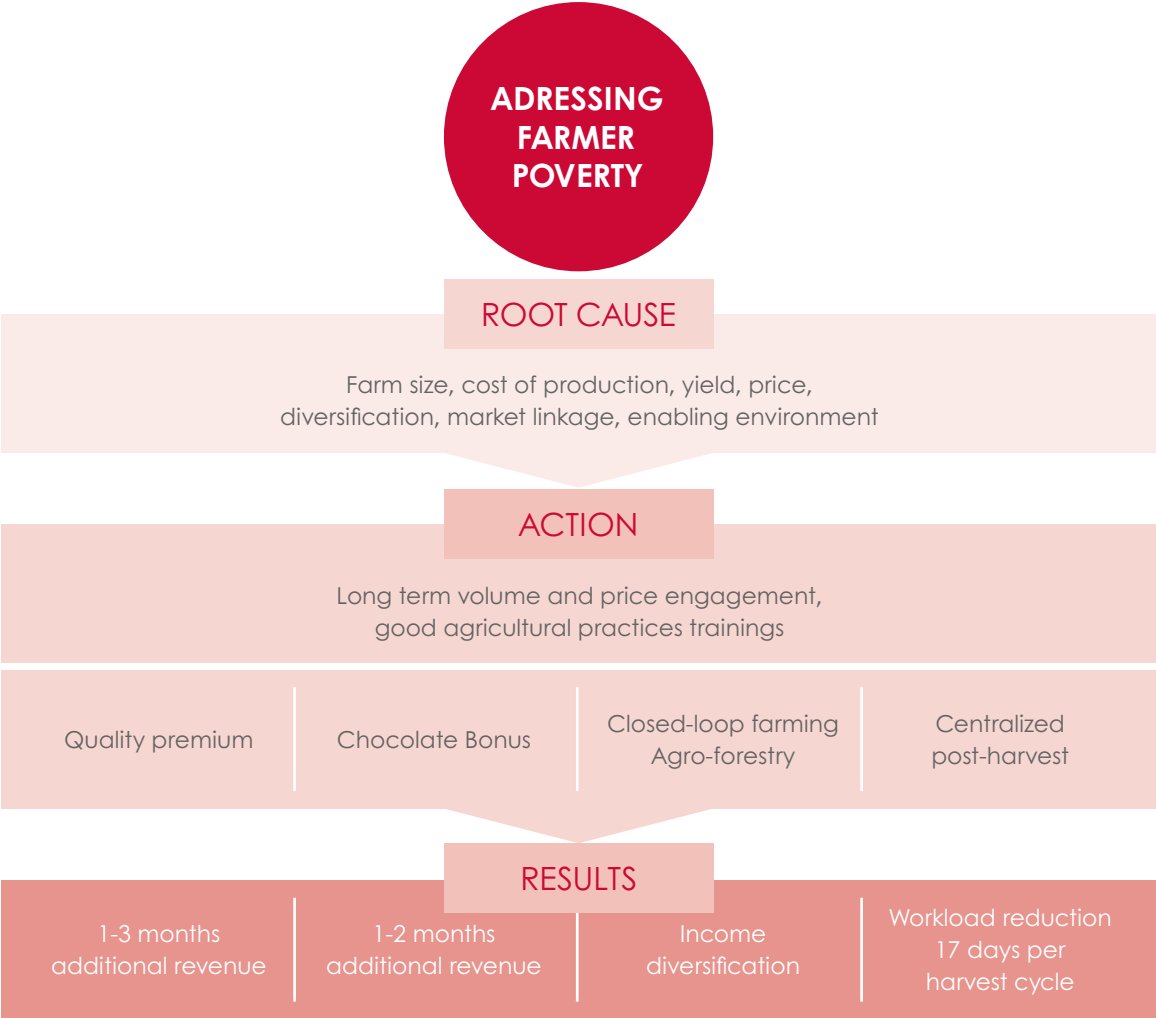 ADRESSING
FARMER
POVERTY
ROOT CAUSE
Farm size, cost of production, yield, price,
diversification, market linkage, enabling environment
ACTION
Long term volume and price engagement,
good agricultural practices trainings
Quality premium
Chocolate Bonus
Closed-loop farming
Agro-forestry
Centralized
post-harvest
RESULTS
1-3 months
additional revenue
1-2 months
additional revenue
Income
diversification
Workload reduction
17 days per
harvest cycle